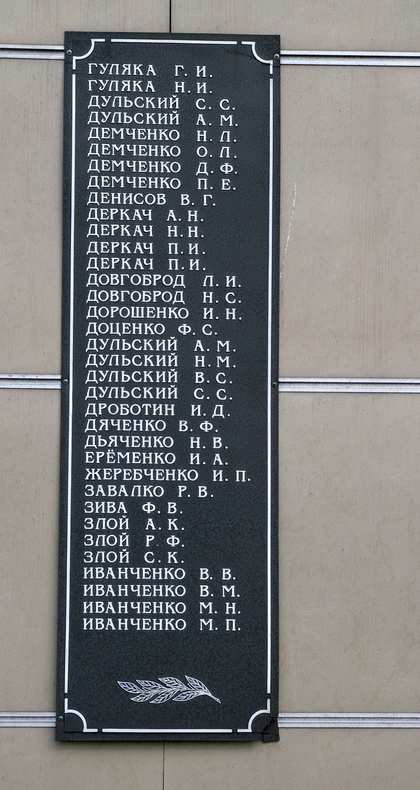 ГУЛЯКА Г. И.
ГУЛЯКА Н. И.
ДУЛЬСКИЙ С. С.
ДУЛЬСКИЙ А. М.
ДЕМЧЕНКО Н. Л.
ДЕМЧЕНКО О. Л.
ДЕМЧЕНКО Д. Ф.
ДЕМЧЕНКО П. Е.
ДЕНИСОВ В. Г.
ДЕРКАЧ А. Н.
ДЕРКАЧ Н. Н.
ДЕРКАЧ П. И.
ДЕРКАЧ П. И.
ДОВГОБРОД Л. И.
ДОВГОБРОД Н. С.
ДОРОШЕНКО И. Н.
ДОЦЕНКО Ф. С.
ДУЛЬСКИЙ А. М.
ДУЛЬСКИЙ Н. М.
ДУЛЬСКИЙ В. С.
ДУЛЬСКИЙ С. С.
ДРОБОТИН И. Д.
ДЯЧЕНКО В. Ф.
ДЬЯЧЕНКО Н. В.
ЕРЁМЕНКО И. А.
ЖЕРЕБЧЕНКО И. П.
ЗАВАЛКО Р. В.
ЗИВА Ф. В.
ЗЛОЙ А. К.
ЗЛОЙ Р. Ф.
ЗЛОЙ С. К.
ИВАНЧЕНКО В. В.
ИВАНЧЕНКО В. М.
ИВАНЧЕНКО М. Н.
ИВАНЧЕНКО М. П.